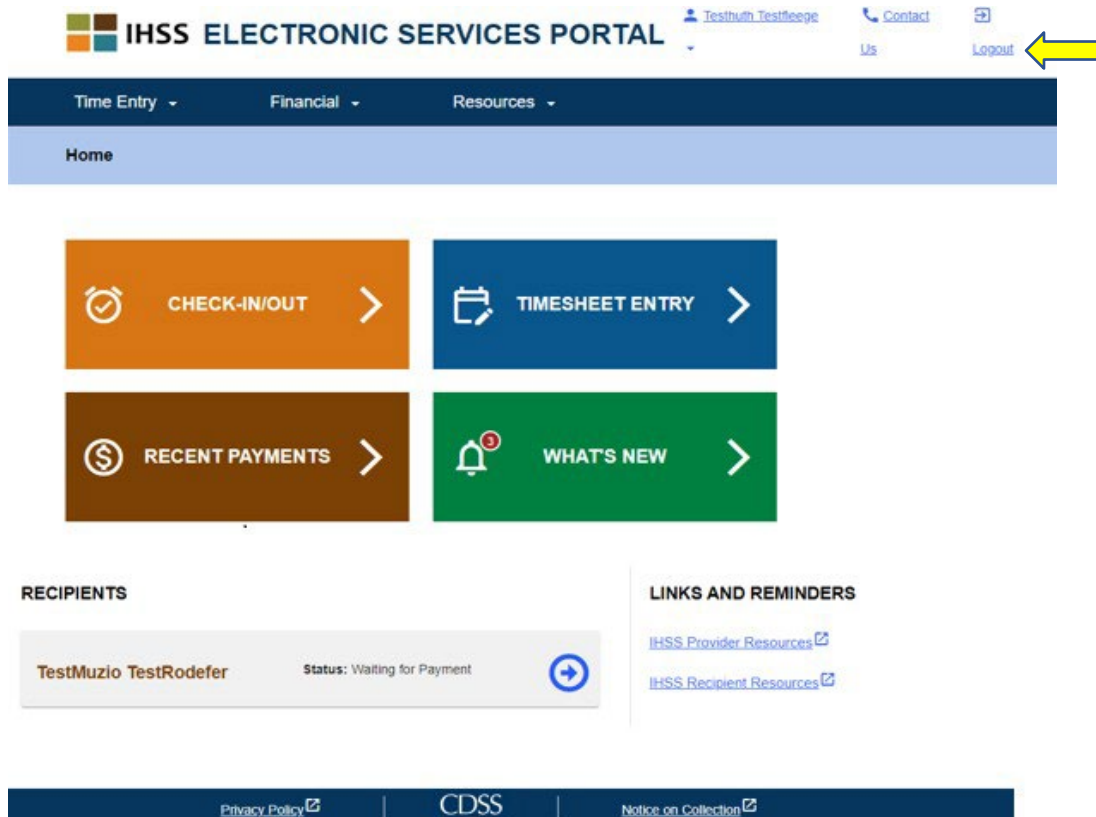 IHSS ELECTRONIC SERVICES PORTAL
Testhuth Testfleege
Contact Us
Logout
Time Entry
Financial
Resources
Home
CHECK-IN/OUT
TIMESHEET ENTRY
RECENT PAYMENTS
3
WHAT'S NEW
RECIPIENTS
TestMuzio TestRodefer
Status: Waiting for Payment
LINKS AND REMINDERS
IHSS Provider Resources
IHSS Recipient Resources
Privacy Policy
CDSS
Notice on Collection